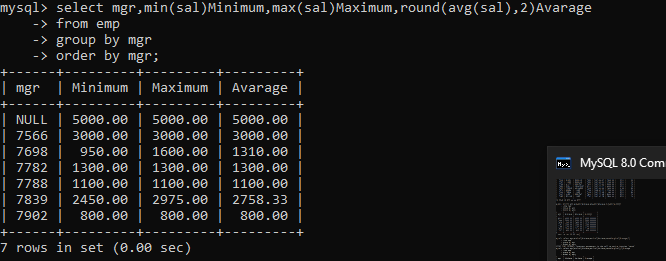 mysql> select mgr,min(sal)Minimum,max(sal)Maximum,round(avg(sal),2)Avarage
    -> from emp
    -> group by mgr
    -> order by mgr;
+------+---------+---------+---------+
| mgr  | Minimum | Maximum | Avarage |
+------+---------+---------+---------+
| NULL | 5000.00 | 5000.00 | 5000.00 |
| 7566 | 3000.00 | 3000.00 | 3000.00 |
| 7698 |  950.00 | 1600.00 | 1310.00 |
| 7782 | 1300.00 | 1300.00 | 1300.00 |
| 7788 | 1100.00 | 1100.00 | 1100.00 |
| 7839 | 2450.00 | 2975.00 | 2758.33 |
| 7902 |  800.00 |  800.00 |  800.00 |
+------+---------+---------+---------+
7 rows in set (0.00 sec)
MySQL 8.0 Com